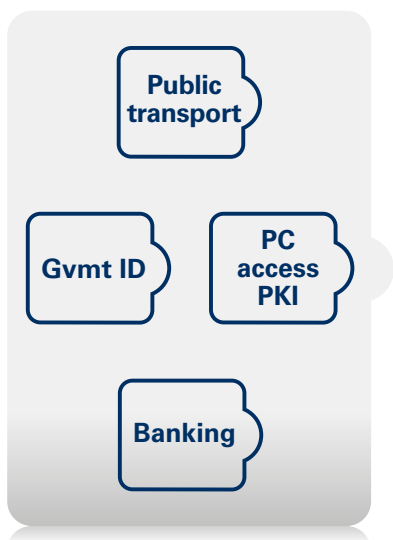 Public
transport
Gvmt ID
PC
access
PKI
Banking